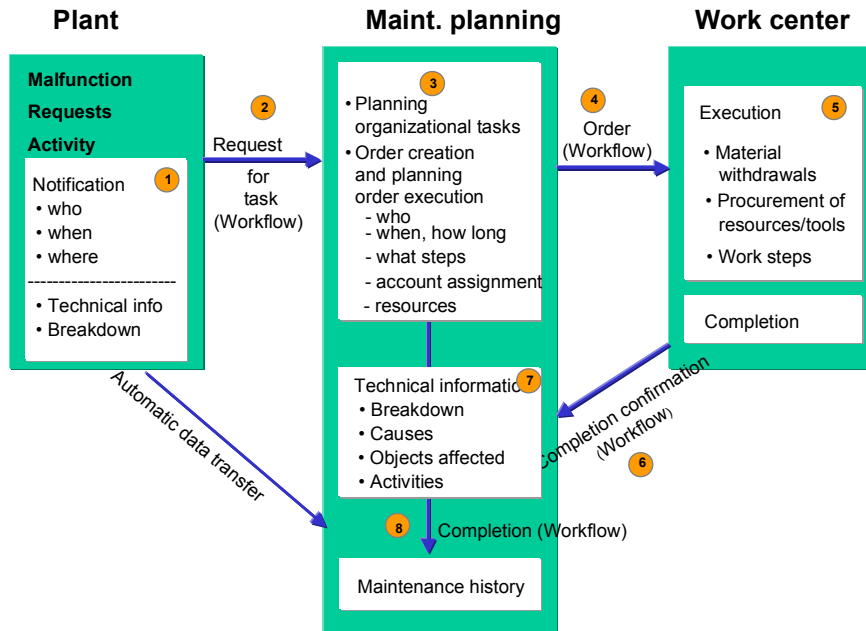 Plant
Maint. planning
Work center
Malfunction
Requests
Activity
1
Notification
• who
• when
• where
------------------------
• Technical info
• Breakdown
2
Request
for
task
(Workflow)
3
• Planning
organizational tasks
• Order creation
and planning
order execution
- who
- when, how long
- what steps
- account assignment
- resources
4
Order
(Workflow)
5
Execution
• Material
withdrawals
• Procurement of
resources/tools
• Work steps
Completion
Completion confirmation
(Workflow)
6
7
Technical informatic
• Breakdown
• Causes
• Objects affected
• Activities
Automatic data transfer
8
Completion (Workflow)
Maintenance history